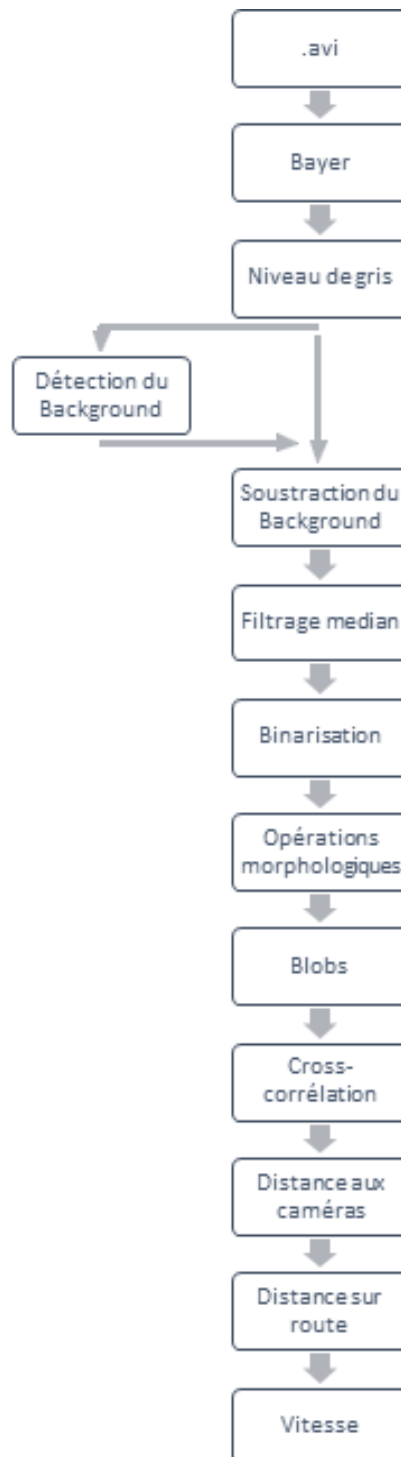 .avi
Bayer
Niveau de gris
Détection du
Background
Soustraction du
Background
Filtrage median
Binarisation
Opérations
morphologiques
Blobs
Cross-
corrélation
Distance aux
caméras
Distance sur
route
Vitesse